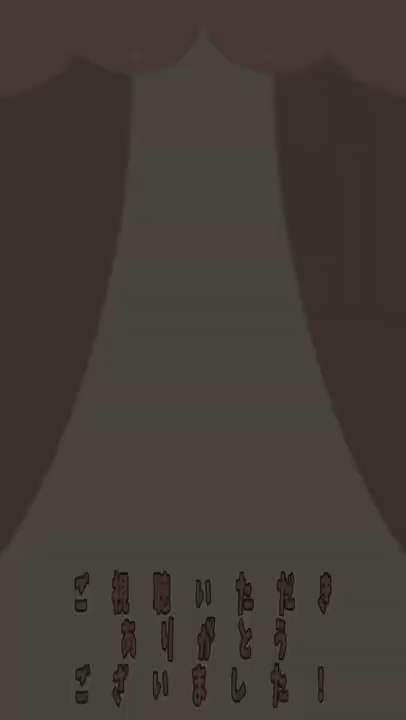 ご視聴いただき
ありがとう
ございました！